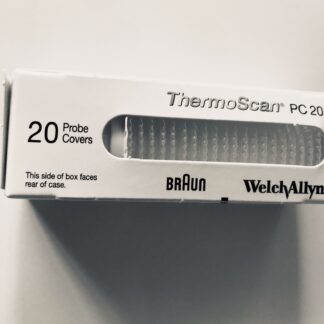 ThermoScan® PC 20
20 Probe
Covers
This side of box faces
rear of case.
BRAUN
WelchAllyn